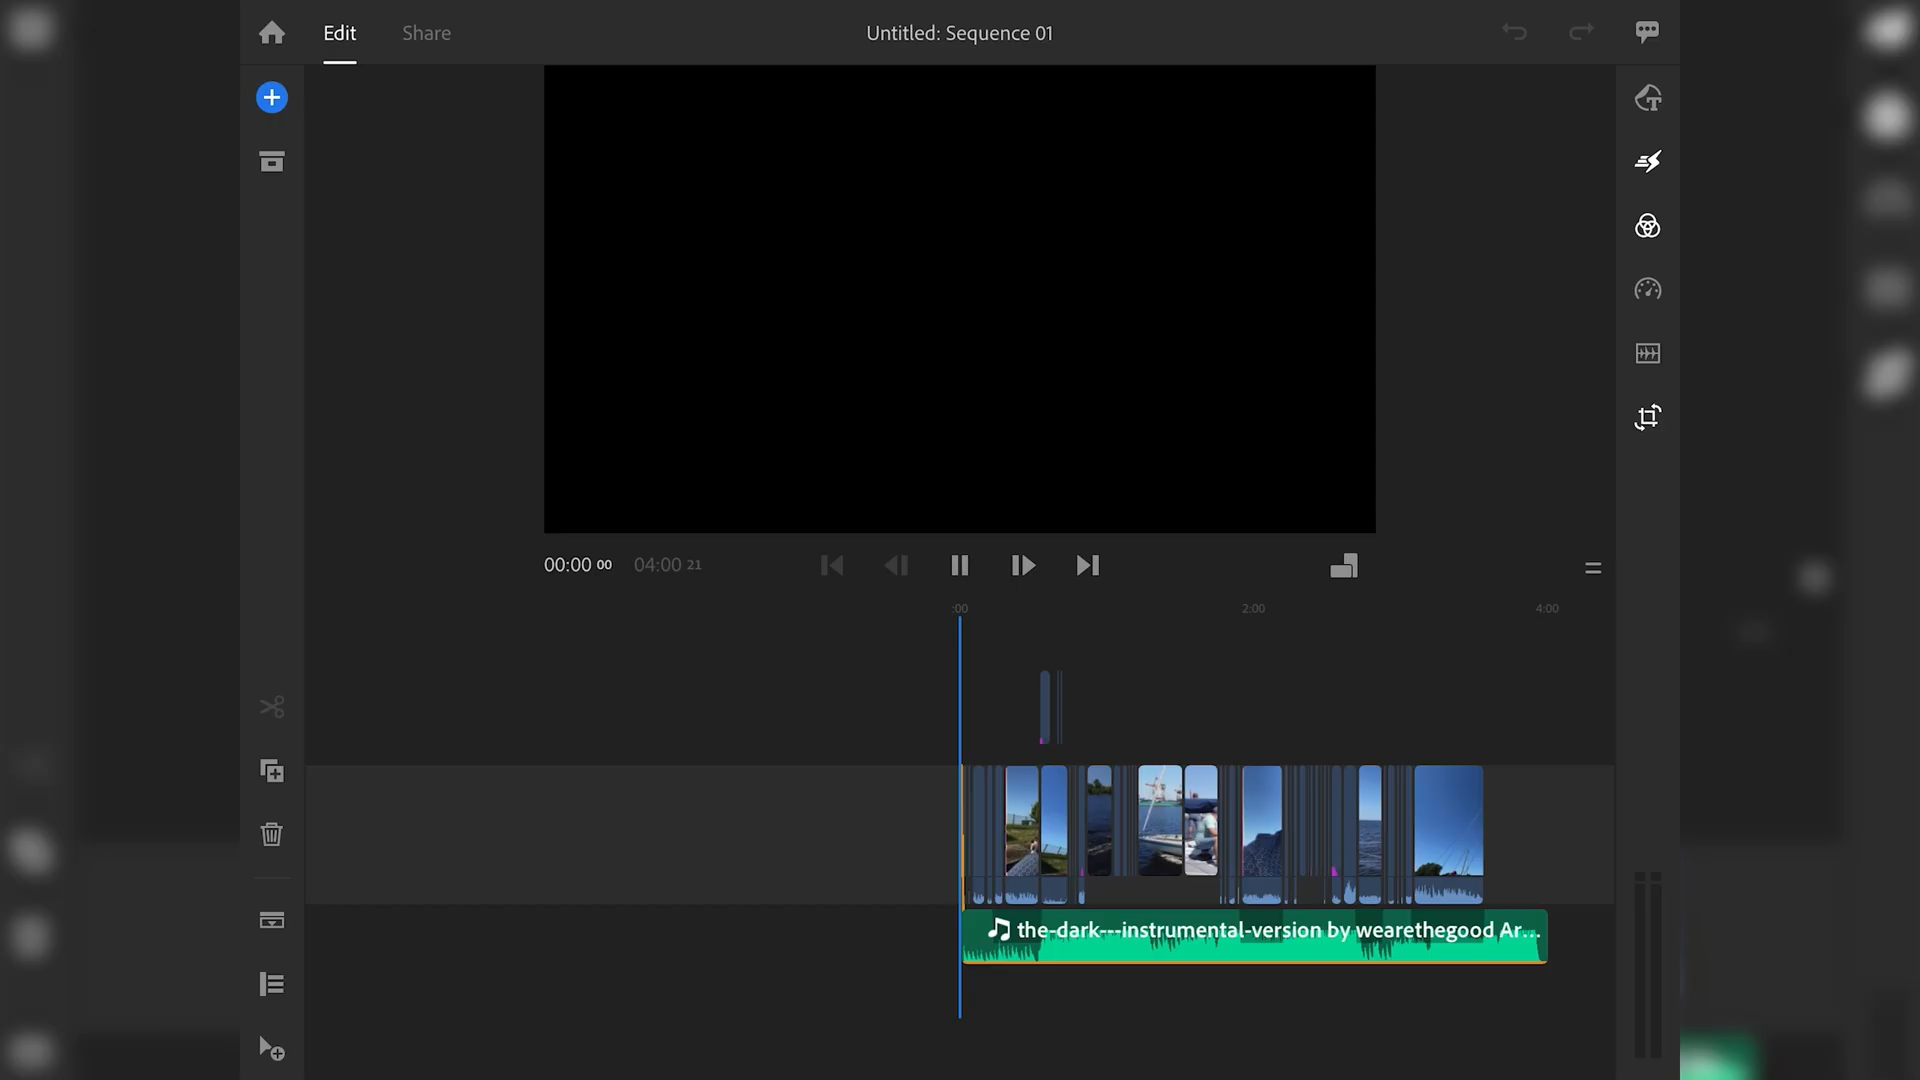 Edit Share Untitled: Sequence 01
00:00 00 04:00 21
:00 2:00 4:00
the-dark---instrumental-version by wearethegood Ar...